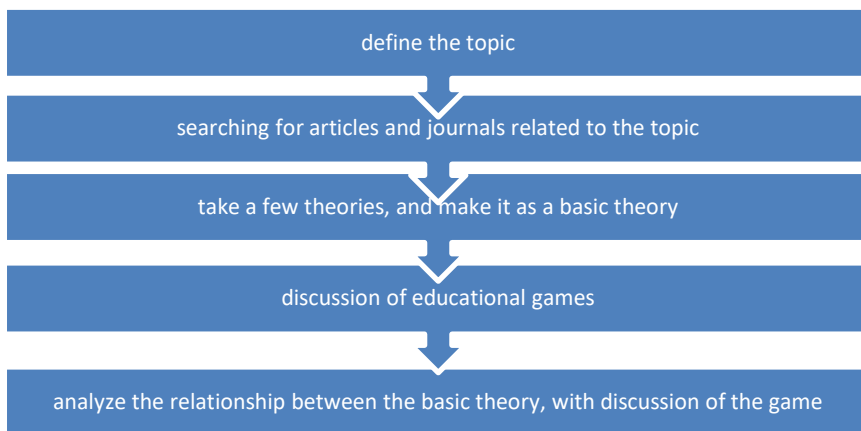 define the topic
searching for articles and journals related to the topic
take a few theories, and make it as a basic theory
discussion of educational games
analyze the relationship between the basic theory, with discussion of the game